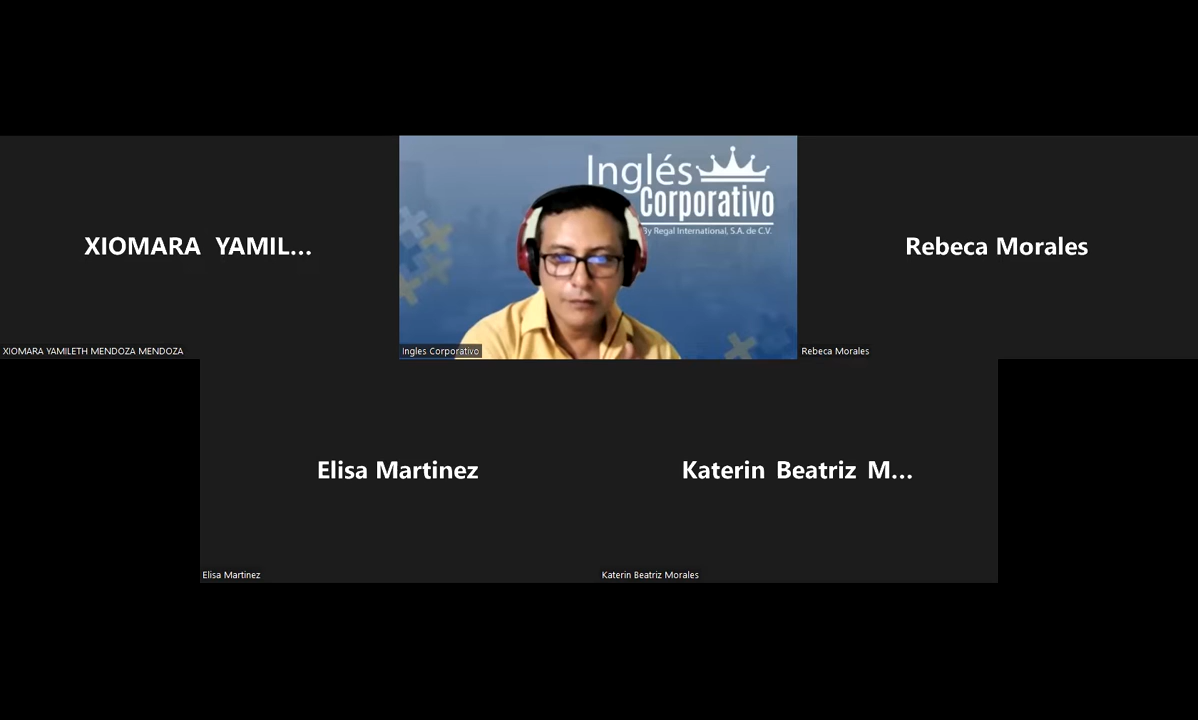 XIOMARA YAMIL...
XIOMARA YAMILETH MENDOZA MENDOZA
Inglés
Corporativo
By Regal International, S.A. de C.V.
Ingles Corporativo
Rebeca Morales
Rebeca Morales
Elisa Martinez
Elisa Martinez
Katerin Beatriz M...
Katerin Beatriz Morales